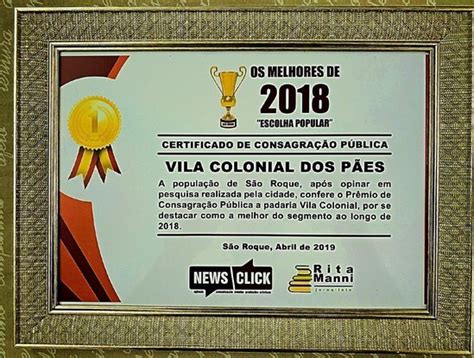 OS MELHORES DE
2018
"ESCOLHA POPULAR"
CERTIFICADO DE CONSAGRAÇÃO PÚBLICA
VILA COLONIAL DOS PÃES
A população de São Roque, após opinar em
pesquisa realizada pela cidade, confere o Prêmio de
Consagração Pública a padaria Vila Colonial, por se
destacar como a melhor do segmento ao longo de
2018.
São Roque, Abril de 2019
NEWS CLICK
Rita
Manni
jornalista
1